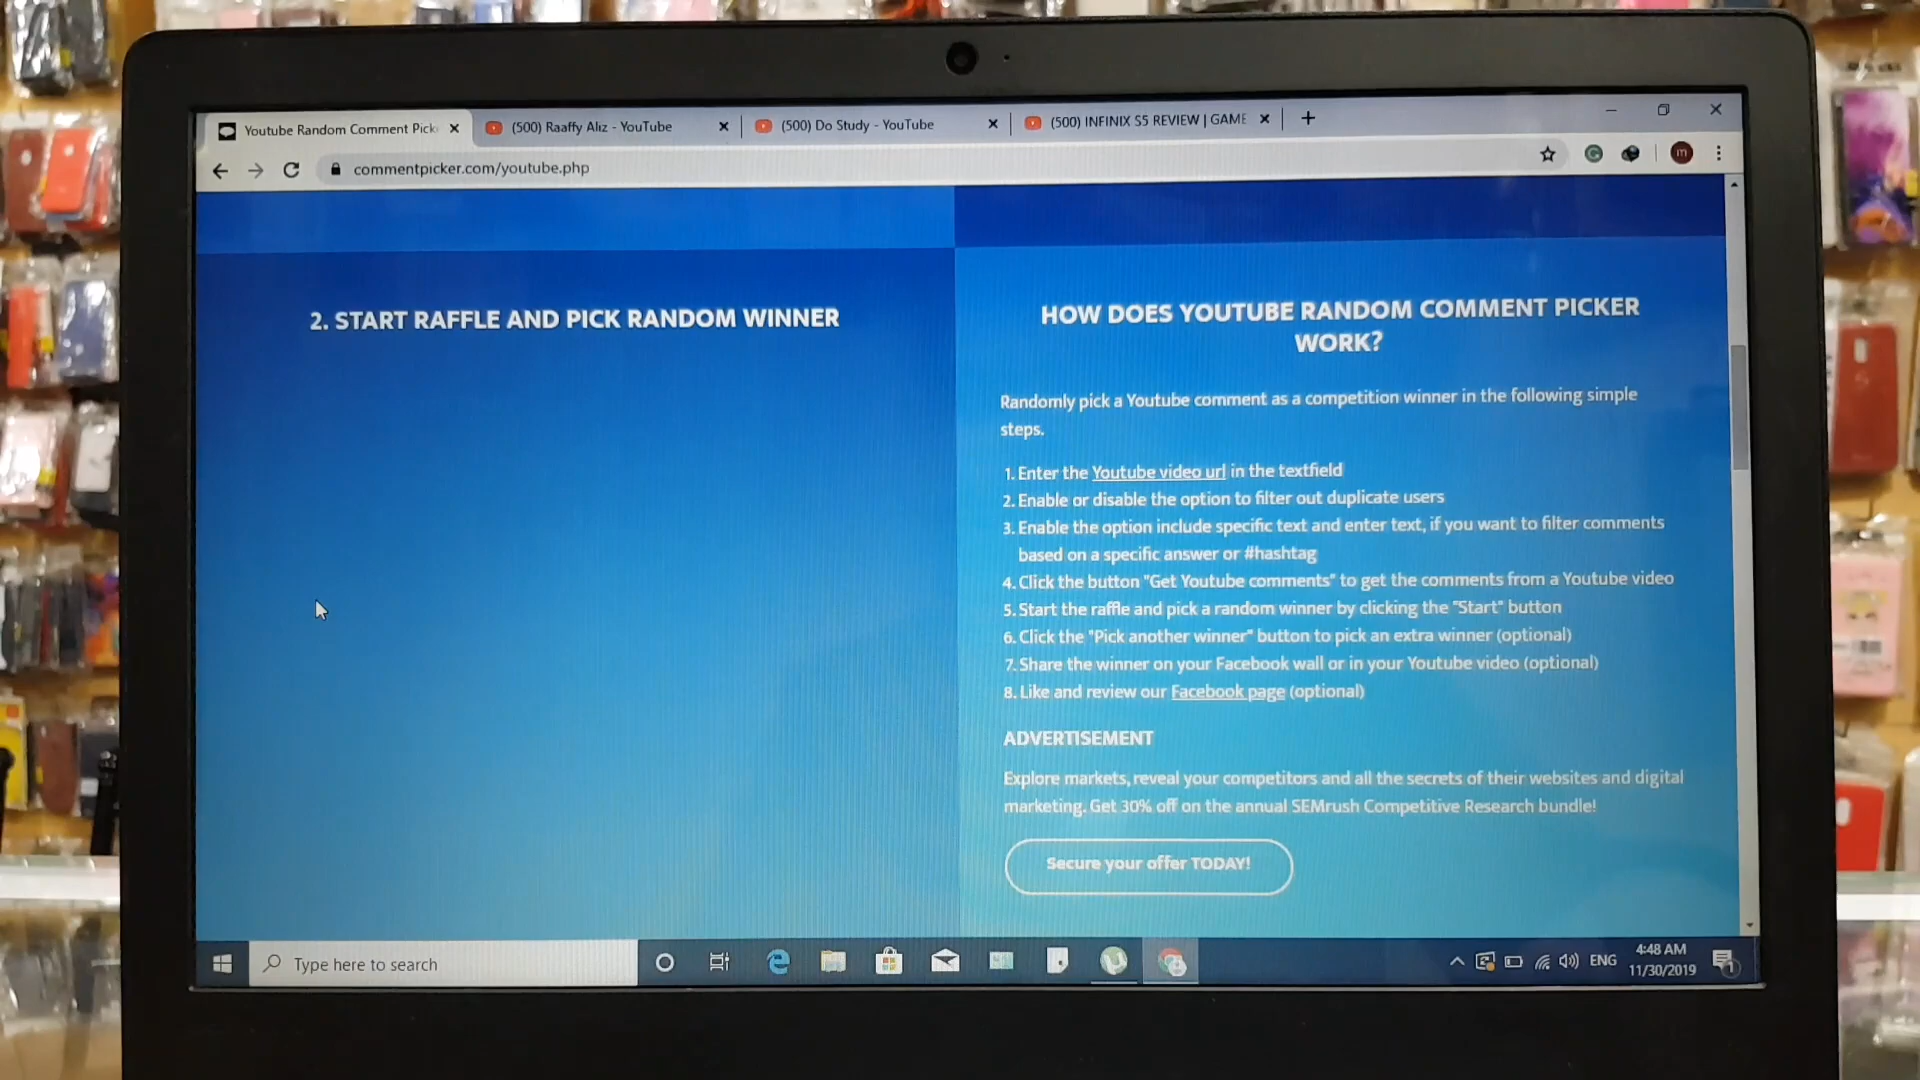 Youtube Random Comment Pick
(500) Raaffy Aliz - YouTube
(500) Do Study - YouTube
(500) INFINIX S5 REVIEW | GAME
commentpicker.com/youtube.php
m
2. START RAFFLE AND PICK RANDOM WINNER
HOW DOES YOUTUBE RANDOM COMMENT PICKER
WORK?
Randomly pick a Youtube comment as a competition winner in the following simple
steps.
1. Enter the Youtube video url in the textfield
2. Enable or disable the option to filter out duplicate users
3. Enable the option include specific text and enter text, if you want to filter comments
based on a specific answer or #hashtag
4. Click the button "Get Youtube comments" to get the comments from a Youtube video
5. Start the raffle and pick a random winner by clicking the "Start" button
6. Click the "Pick another winner" button to pick an extra winner (optional)
7. Share the winner on your Facebook wall or in your Youtube video (optional)
8. Like and review our Facebook page (optional)
ADVERTISEMENT
Explore markets, reveal your competitors and all the secrets of their websites and digital
marketing. Get 30% off on the annual SEMrush Competitive Research bundle!
Secure your offer TODAY!
Type here to search
ENG
4:48 AM
11/30/2019
1